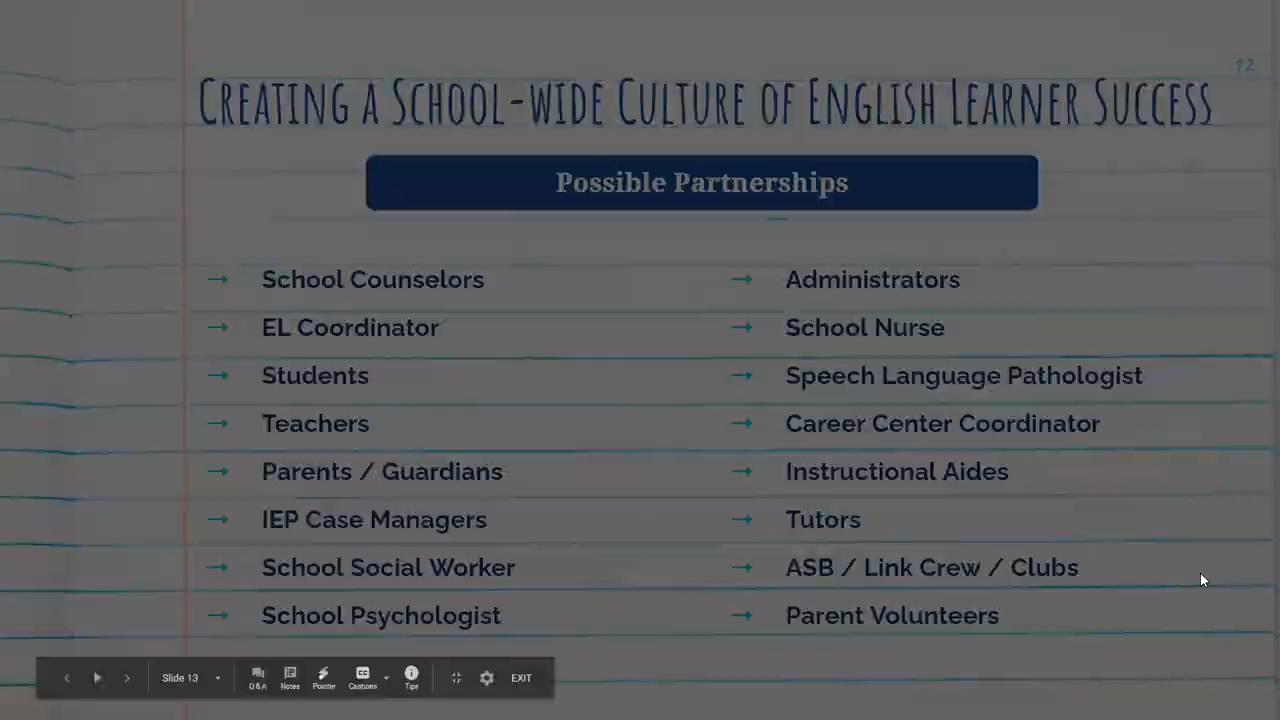 12
Creating a School-wide Culture of English Learner Success
Possible Partnerships
→ School Counselors
→ EL Coordinator
→ Students
→ Teachers
→ Parents / Guardians
→ IEP Case Managers
→ School Social Worker
→ School Psychologist
→ Administrators
→ School Nurse
→ Speech Language Pathologist
→ Career Center Coordinator
→ Instructional Aides
→ Tutors
→ ASB / Link Crew / Clubs
→ Parent Volunteers
Slide 13 Q&A Notes Pointer Captions Tips EXIT